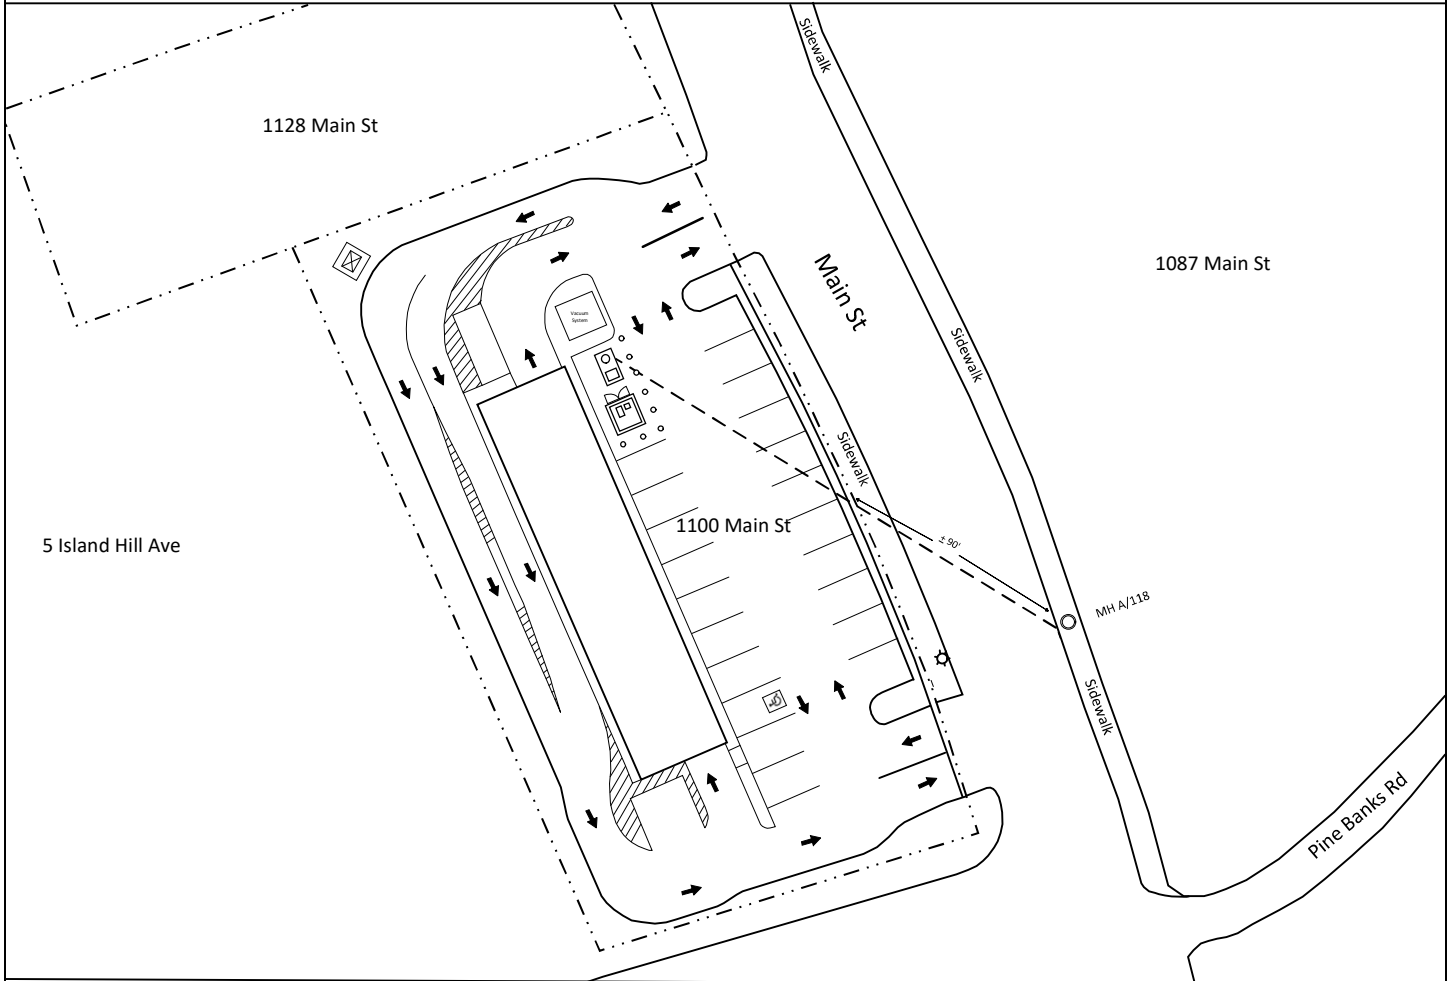 Sidewalk
1128 Main St
1087 Main St
Main St
Vacuum
System
Sidewalk
Sidewalk
1100 Main St
5 Island Hill Ave
± 90'
MH A/118
Sidewalk
Pine Banks Rd